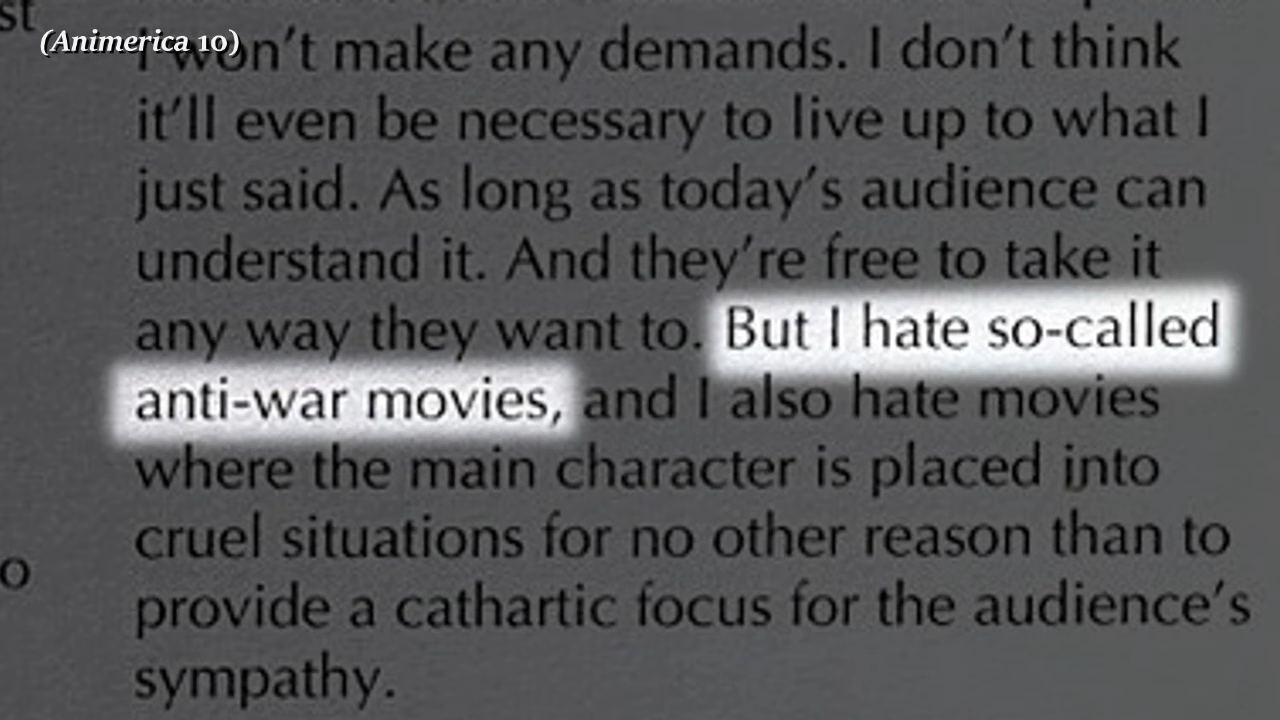 (Animerica 10)
st
I won't make any demands. I don't think
it'll even be necessary to live up to what I
just said. As long as today's audience can
understand it. And they're free to take it
any way they want to. But I hate so-called
anti-war movies, and I also hate movies
where the main character is placed into
cruel situations for no other reason than to
o
provide a cathartic focus for the audience's
sympathy.